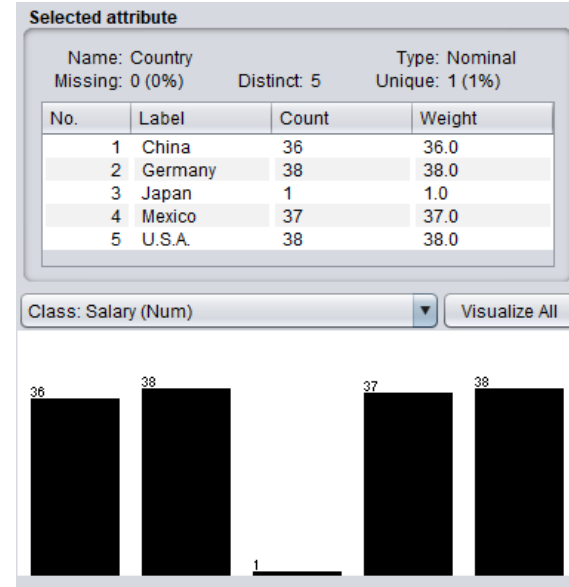 Selected attribute
Name: Country Type: Nominal
Missing: 0 (0%) Distinct: 5 Unique: 1 (1%)
No. Label Count Weight
1 China 36 36.0
2 Germany 38 38.0
3 Japan 1 1.0
4 Mexico 37 37.0
5 U.S.A. 38 38.0
Class: Salary (Num) Visualize All
36 38 1 37 38